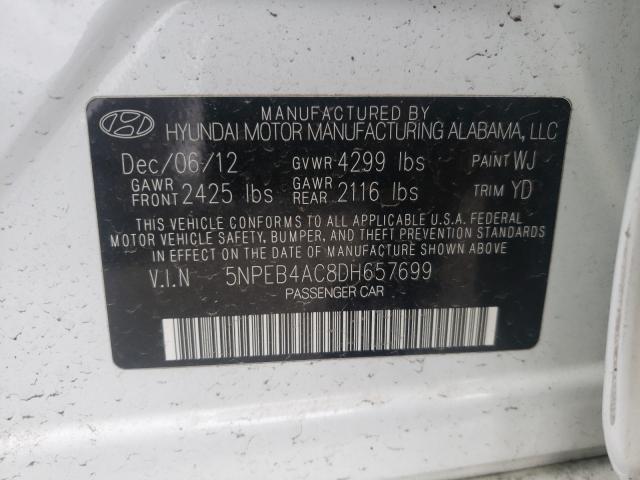 MANUFACTURED BY
HYUNDAI MOTOR MANUFACTURING ALABAMA, LLC
Dec/06/12 GVWR 4299 lbs PAINT WJ
GAWR FRONT 2425 lbs GAWR REAR 2116 lbs TRIM YD
THIS VEHICLE CONFORMS TO ALL APPLICABLE U.S.A. FEDERAL
MOTOR VEHICLE SAFETY, BUMPER, AND THEFT PREVENTION STANDARDS
IN EFFECT ON THE DATE OF MANUFACTURE SHOWN ABOVE
V.I.N 5NPEB4AC8DH657699
PASSENGER CAR